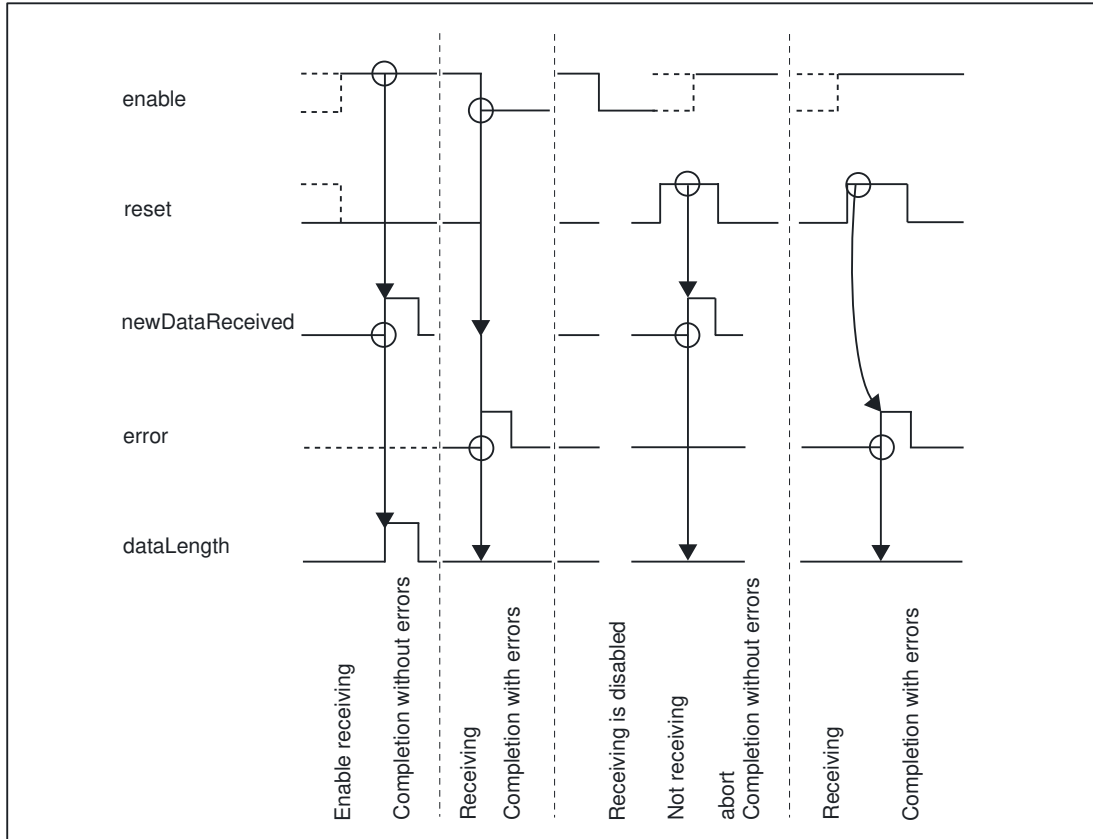 enable
reset
newDataReceived
error
dataLength
Enable receiving
Completion without errors
Receiving
Completion with errors
Receiving is disabled
Not receiving
abort
Completion without errors
Receiving
Completion with errors